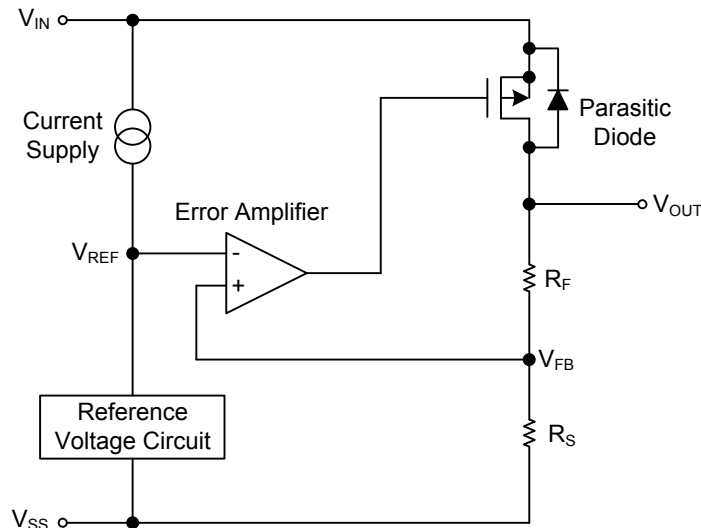 V_IN
Current
Supply
Parasitic
Diode
V_OUT
Error Amplifier
V_REF
-
+
R_F
V_FB
Reference
Voltage Circuit
R_S
V_SS